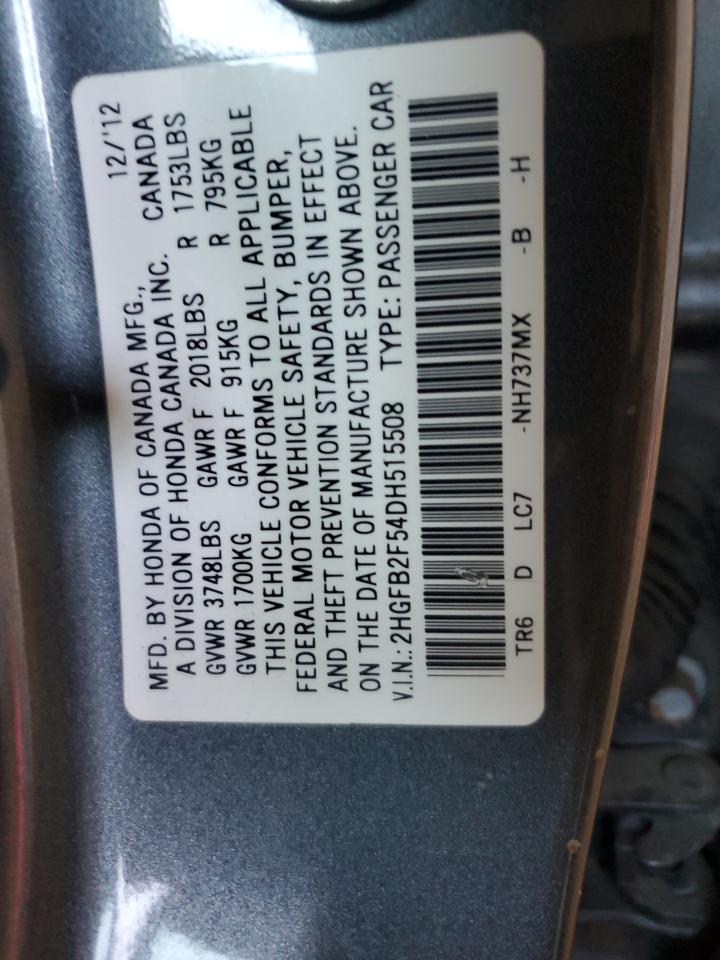 MFD. BY HONDA OF CANADA MFG., 12/'12
A DIVISION OF HONDA CANADA INC. CANADA
GVWR 3748LBS GAWR F 2018LBS R 1753LBS
GVWR 1700KG GAWR F 915KG R 795KG
THIS VEHICLE CONFORMS TO ALL APPLICABLE
FEDERAL MOTOR VEHICLE SAFETY, BUMPER,
AND THEFT PREVENTION STANDARDS IN EFFECT
ON THE DATE OF MANUFACTURE SHOWN ABOVE.
V.I.N.: 2HGFB2F54DH515508 TYPE: PASSENGER CAR
TR6 D LC7 -NH737MX -B -H